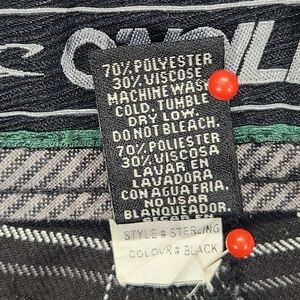 O'NEILL
70% POLYESTER
30% VISCOSE
MACHINE WASH
COLD. TUMBLE
DRY LOW.
DO NOT BLEACH.
70% POLIESTER
30% VISCOSA
LAVAR EN
LAVADORA
CON AGUA FRIA.
NO USAR
BLANQUEADOR.
STYLE# STERLING
COLOUR# BLACK